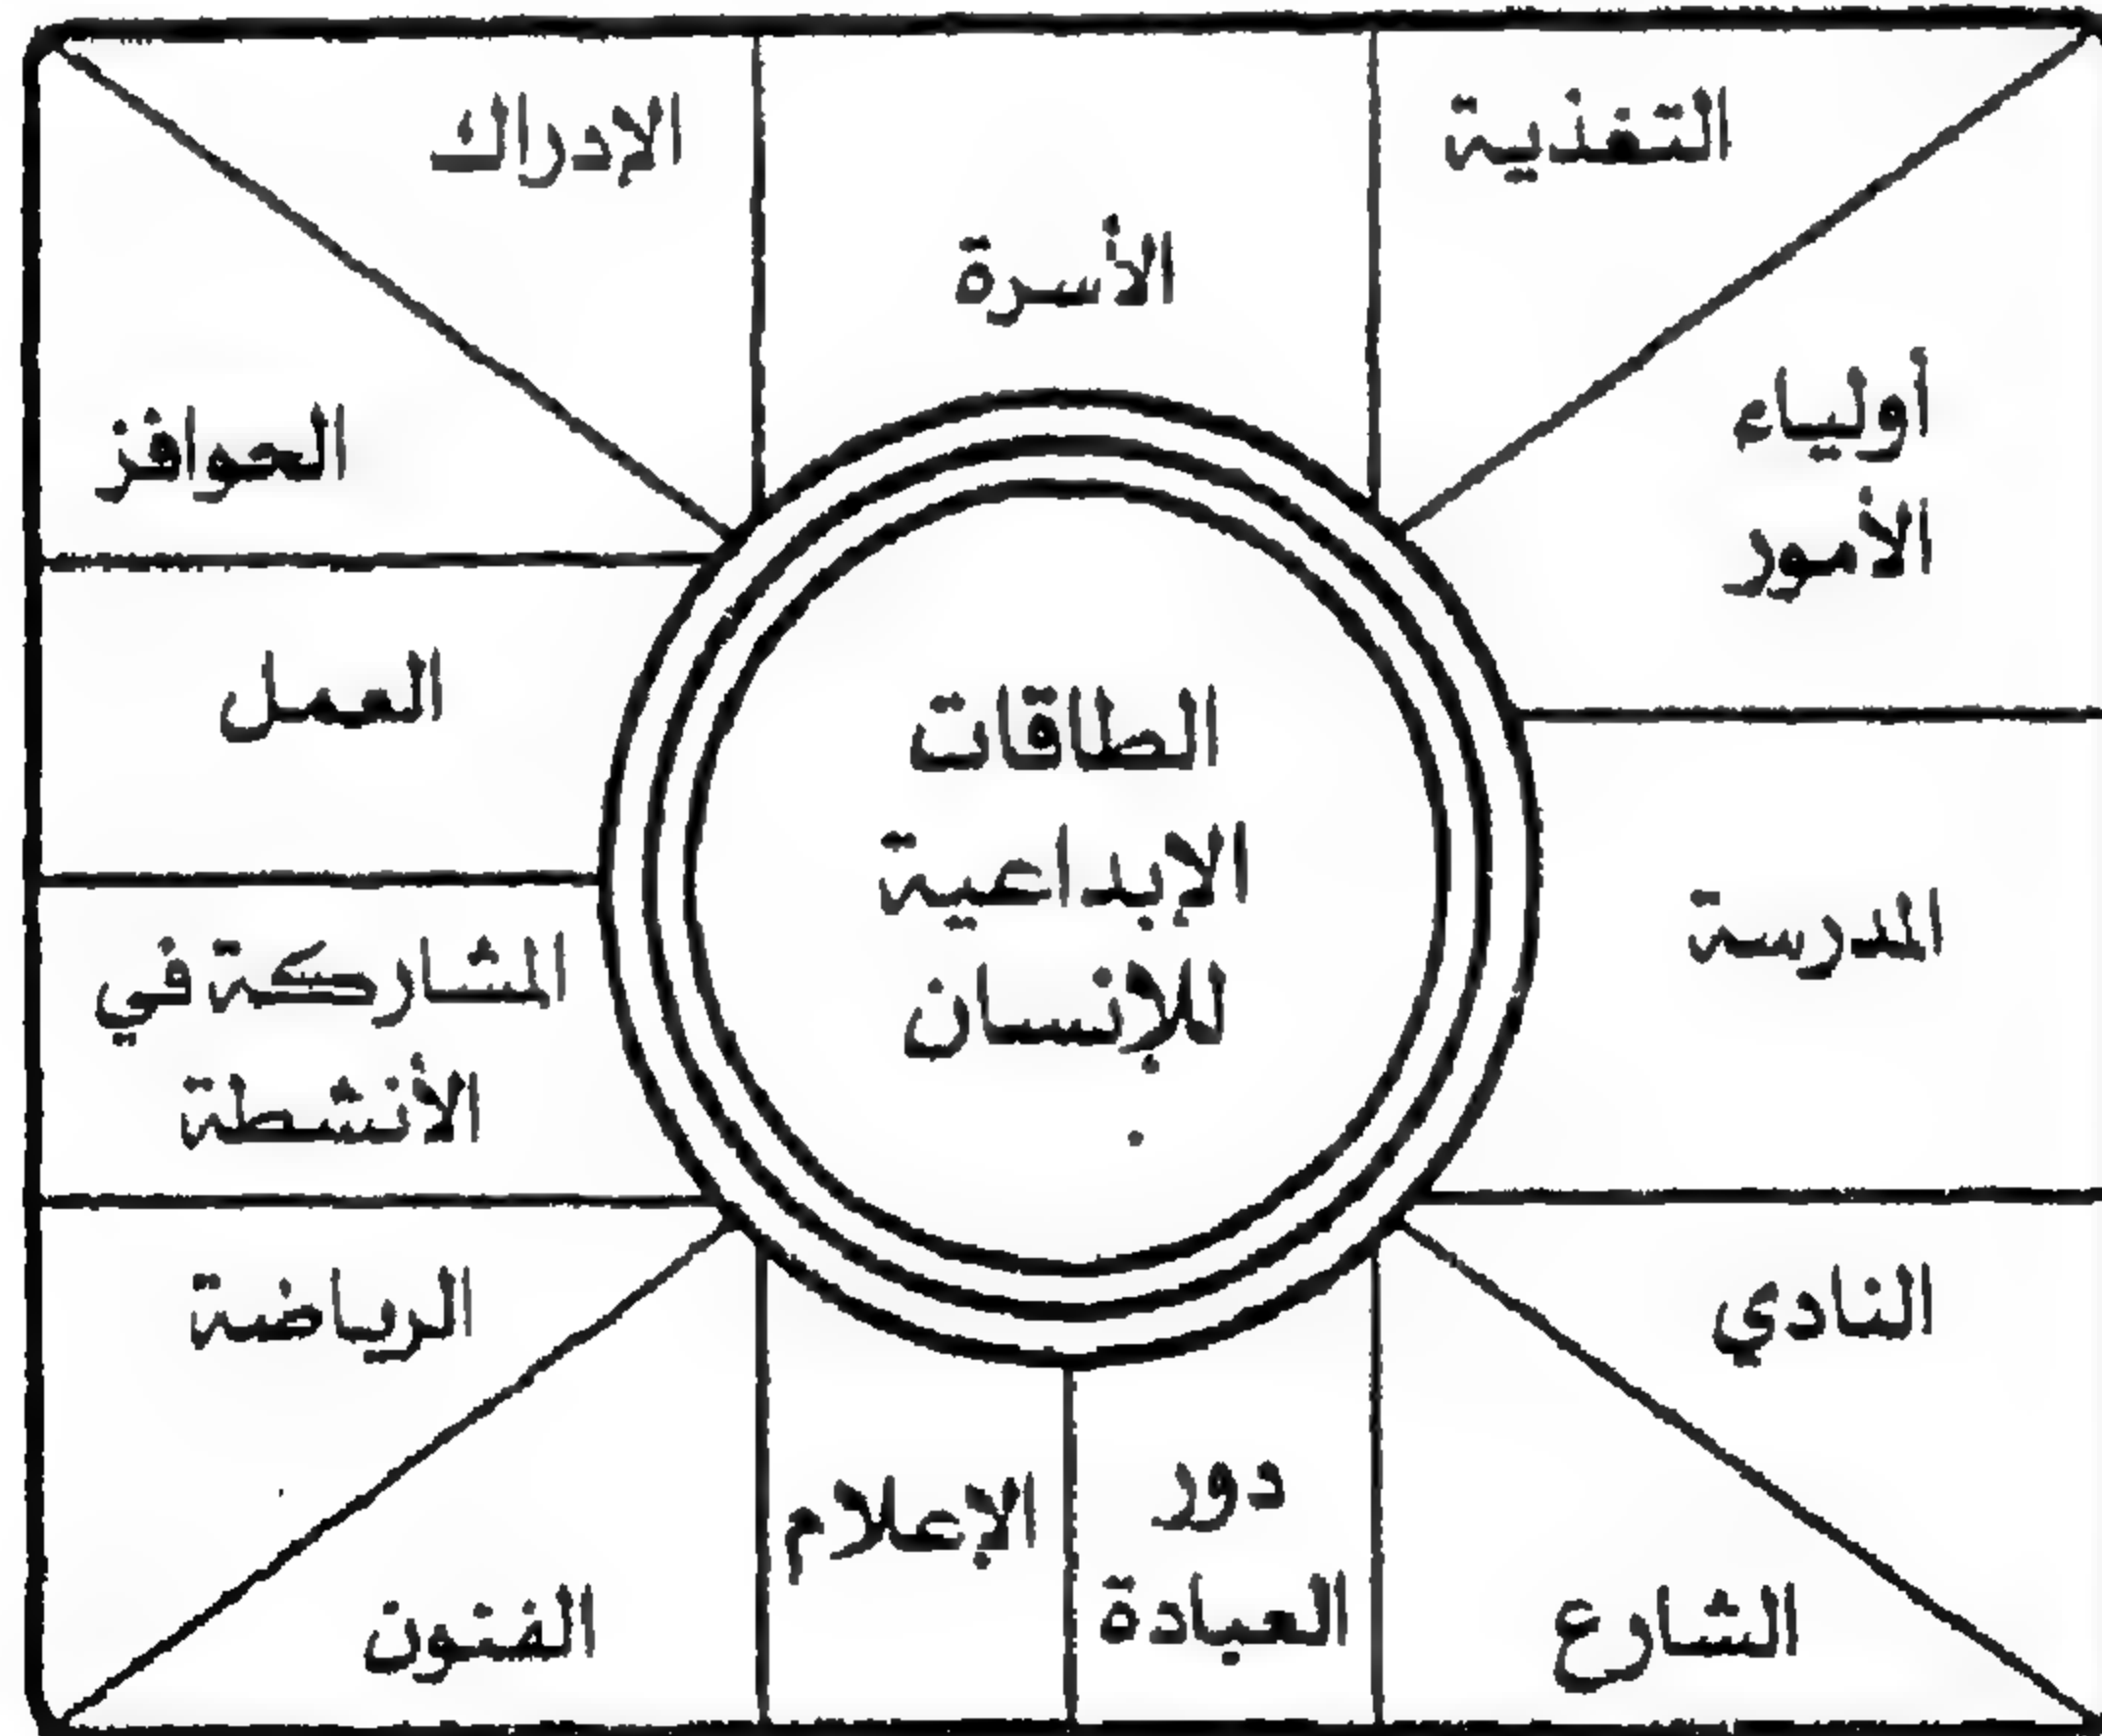 التغذية
الأسرة
الإدراك
أولياء
الأمور
الحوافز
العمل
الطاقات
الإبداعية
للإنسان
المدرسة
المشاركة في
الأنشطة
النادي
الرياضة
دور
العبادة
الإعلام
الشارع
الفنون